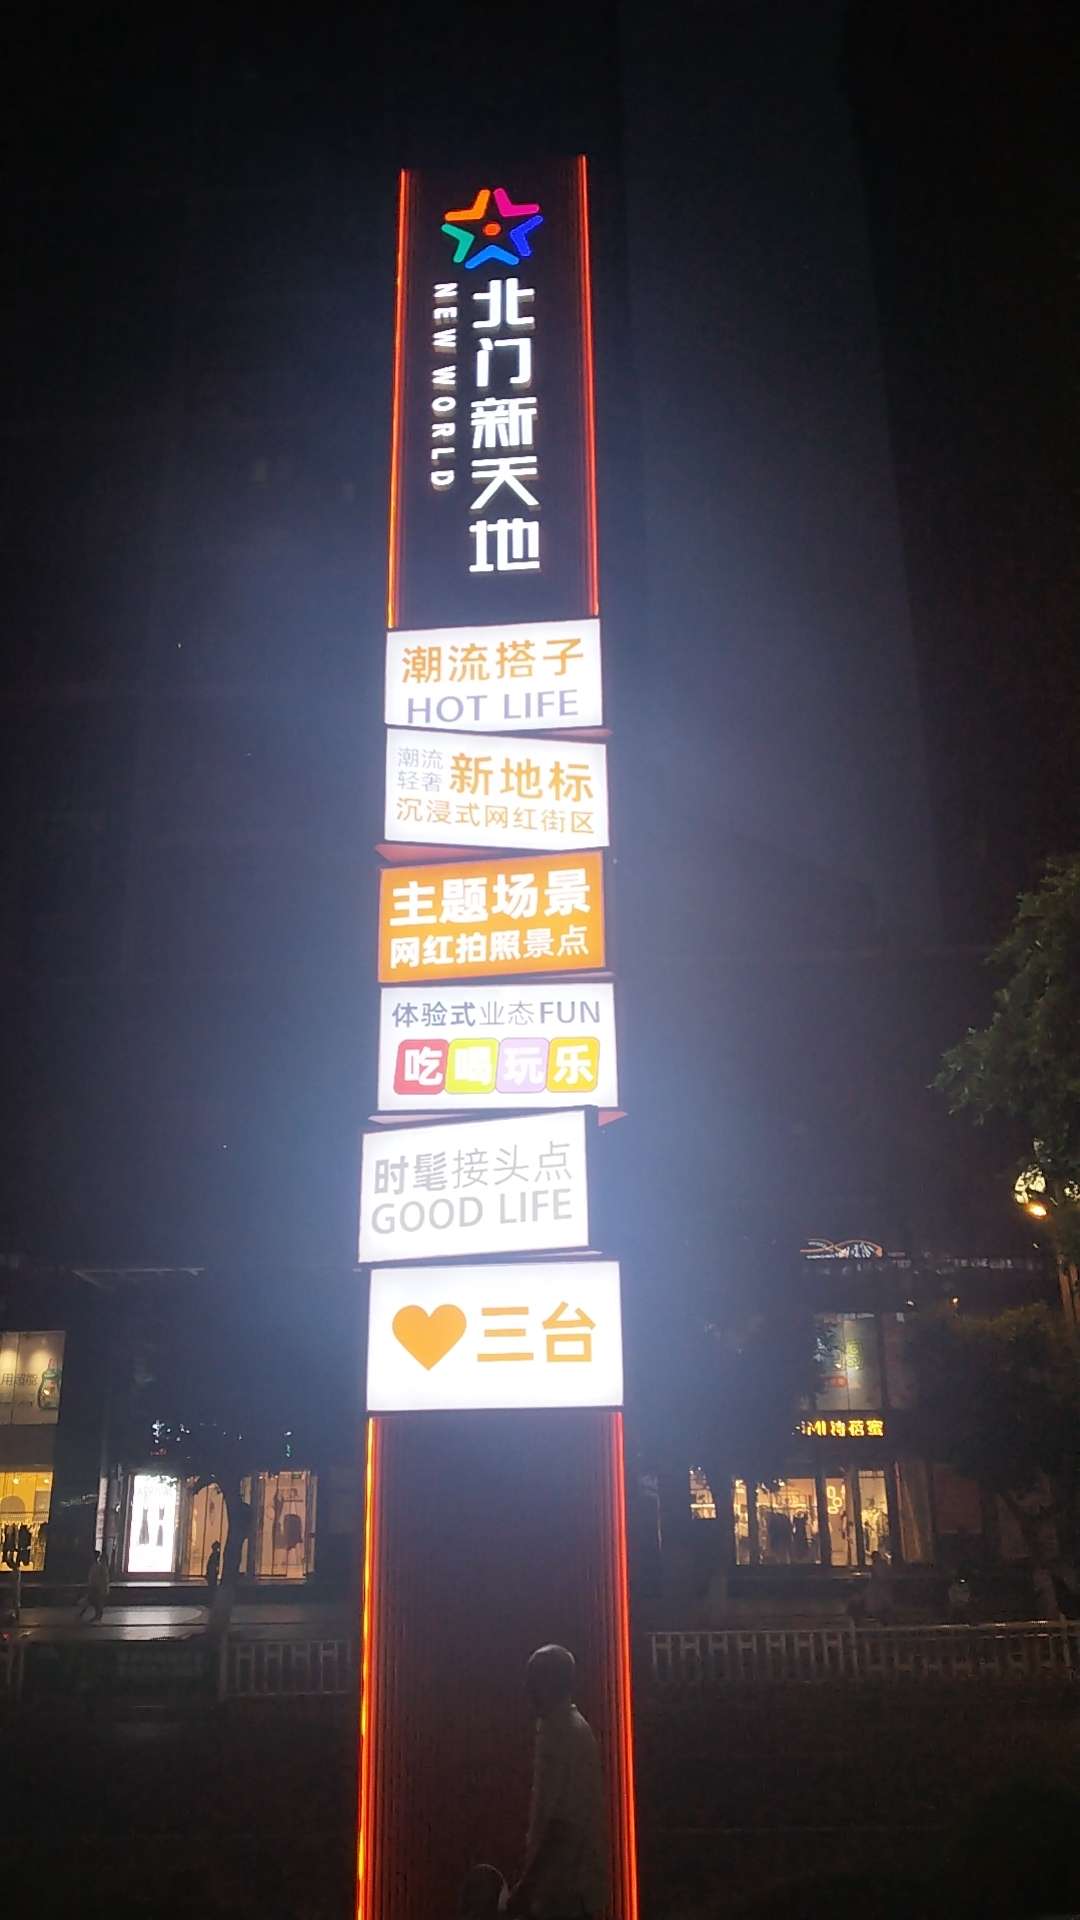 北门新天地
NEW WORLD
潮流搭子
HOT LIFE
潮流
轻奢
新地标
沉浸式网红街区
主题场景
网红拍照景点
体验式业态FUN
吃喝玩乐
时髦接头点
GOOD LIFE
三台